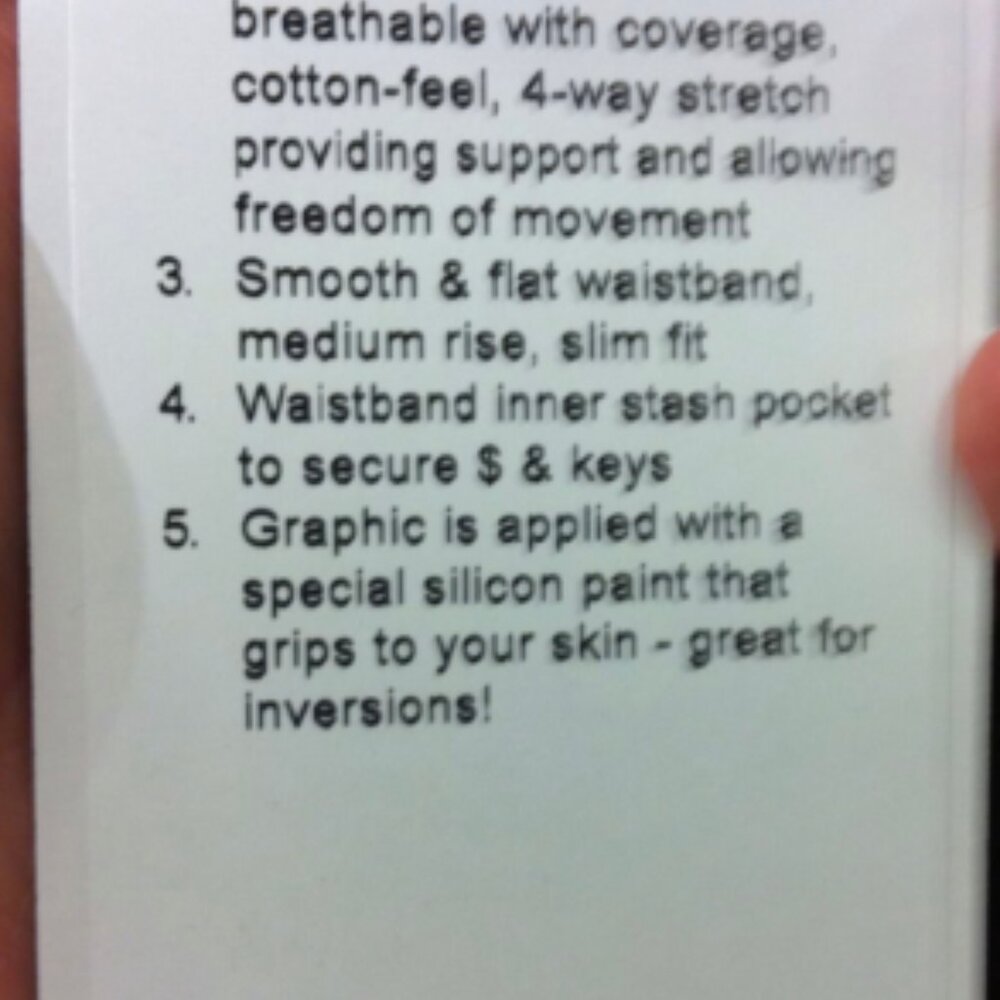 breathable with coverage,
cotton-feel, 4-way stretch
providing support and allowing
freedom of movement
3. Smooth & flat waistband,
medium rise, slim fit
4. Waistband inner stash pocket
to secure $ & keys
5. Graphic is applied with a
special silicon paint that
grips to your skin - great for
inversions!